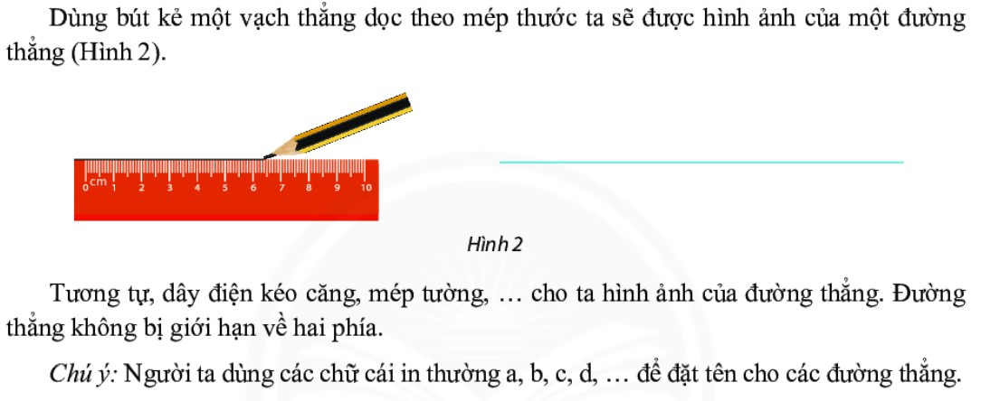 Dùng bút kẻ một vạch thẳng dọc theo mép thước ta sẽ được hình ảnh của một đường
thẳng (Hình 2).
0 cm 1 2 3 4 5 6 7 8 9 10
Hình 2
Tương tự, dây điện kéo căng, mép tường, … cho ta hình ảnh của đường thẳng. Đường
thẳng không bị giới hạn về hai phía.
Chú ý: Người ta dùng các chữ cái in thường a, b, c, d, … để đặt tên cho các đường thẳng.